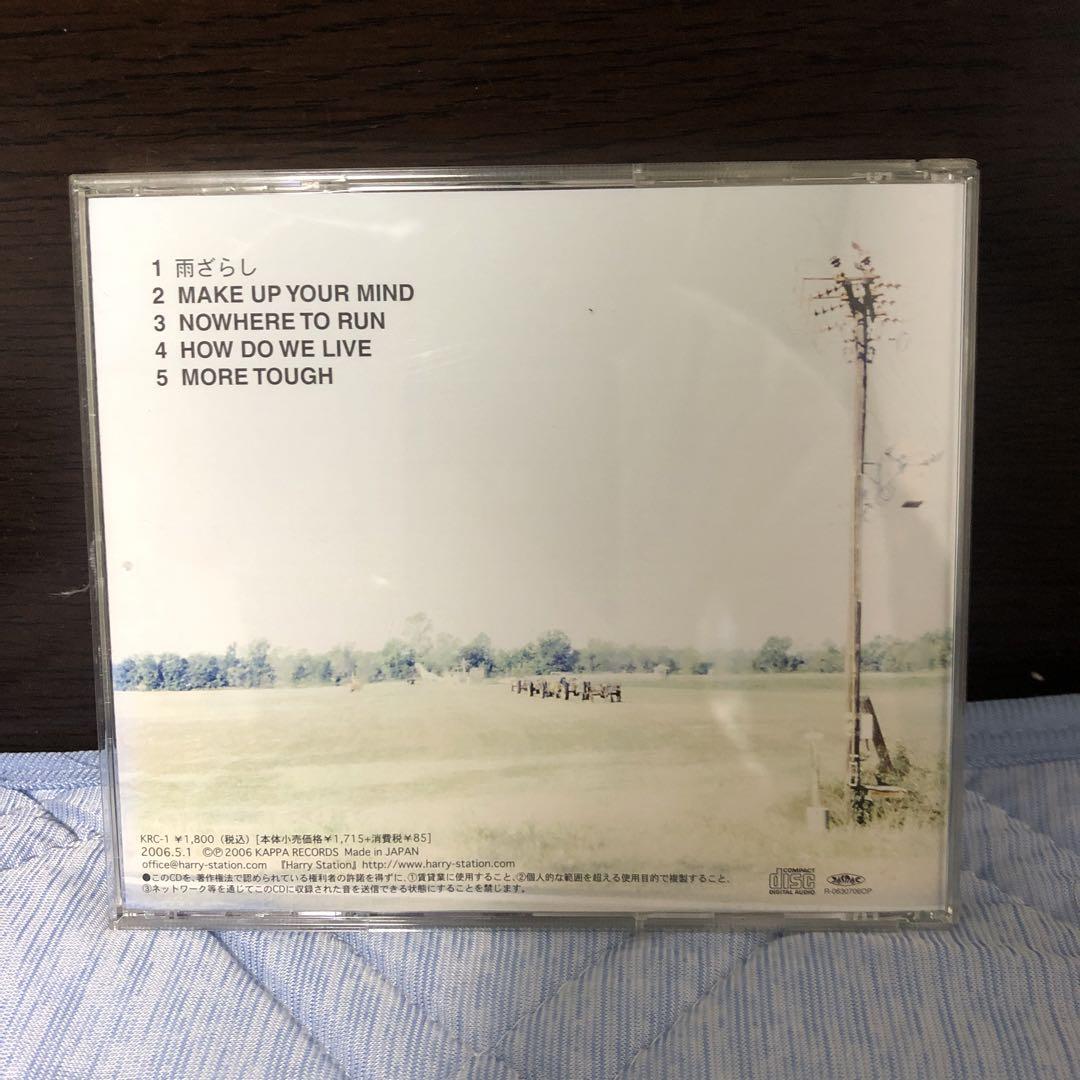 1 雨ざらし
2 MAKE UP YOUR MIND
3 NOWHERE TO RUN
4 HOW DO WE LIVE
5 MORE TOUGH
KRC-1 ¥1,800（税込）[本体小売価格¥1,715+消費税¥85]
2006.5.1 ©℗2006 KAPPA RECORDS Made in JAPAN
office@harry-station.com 『Harry Station』http://www.harry-station.com
●このCDを、著作権法で認められている権利者の許諾を得ずに、①賃貸業に使用すること、②個人的な範囲を超える使用目的で複製すること、
③ネットワーク等を通じてこのCDに収録された音を送信できる状態にすることを禁じます。
COMPACT
disc
DIGITAL AUDIO
JASRAC